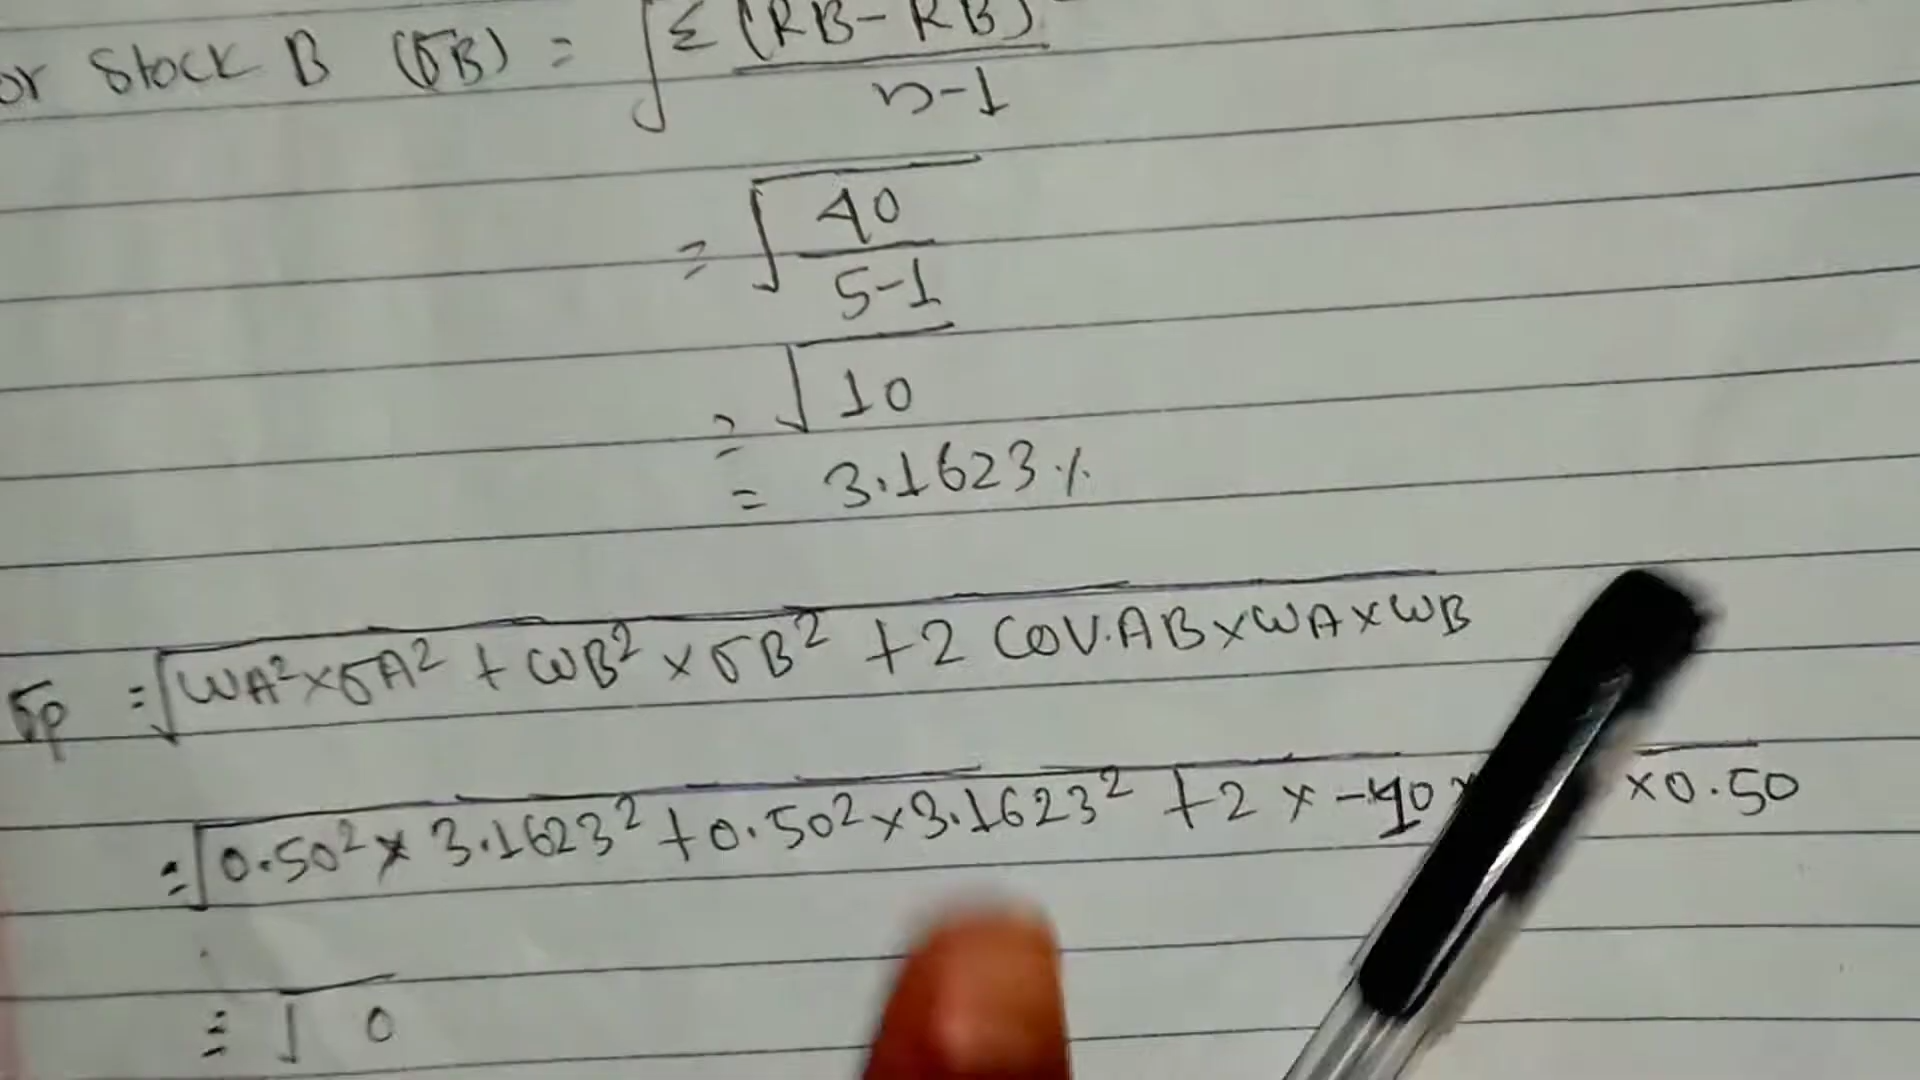 or Stock B (σB) = √Σ (RB - RB)
n-1
= √40
5-1
= √10
= 3.1623%
σp = √WA² × σA² + WB² × σB² + 2 COV.AB × WA × WB
= √0.50² × 3.1623² + 0.50² × 3.1623² + 2 × -10 × 0.50
= √0